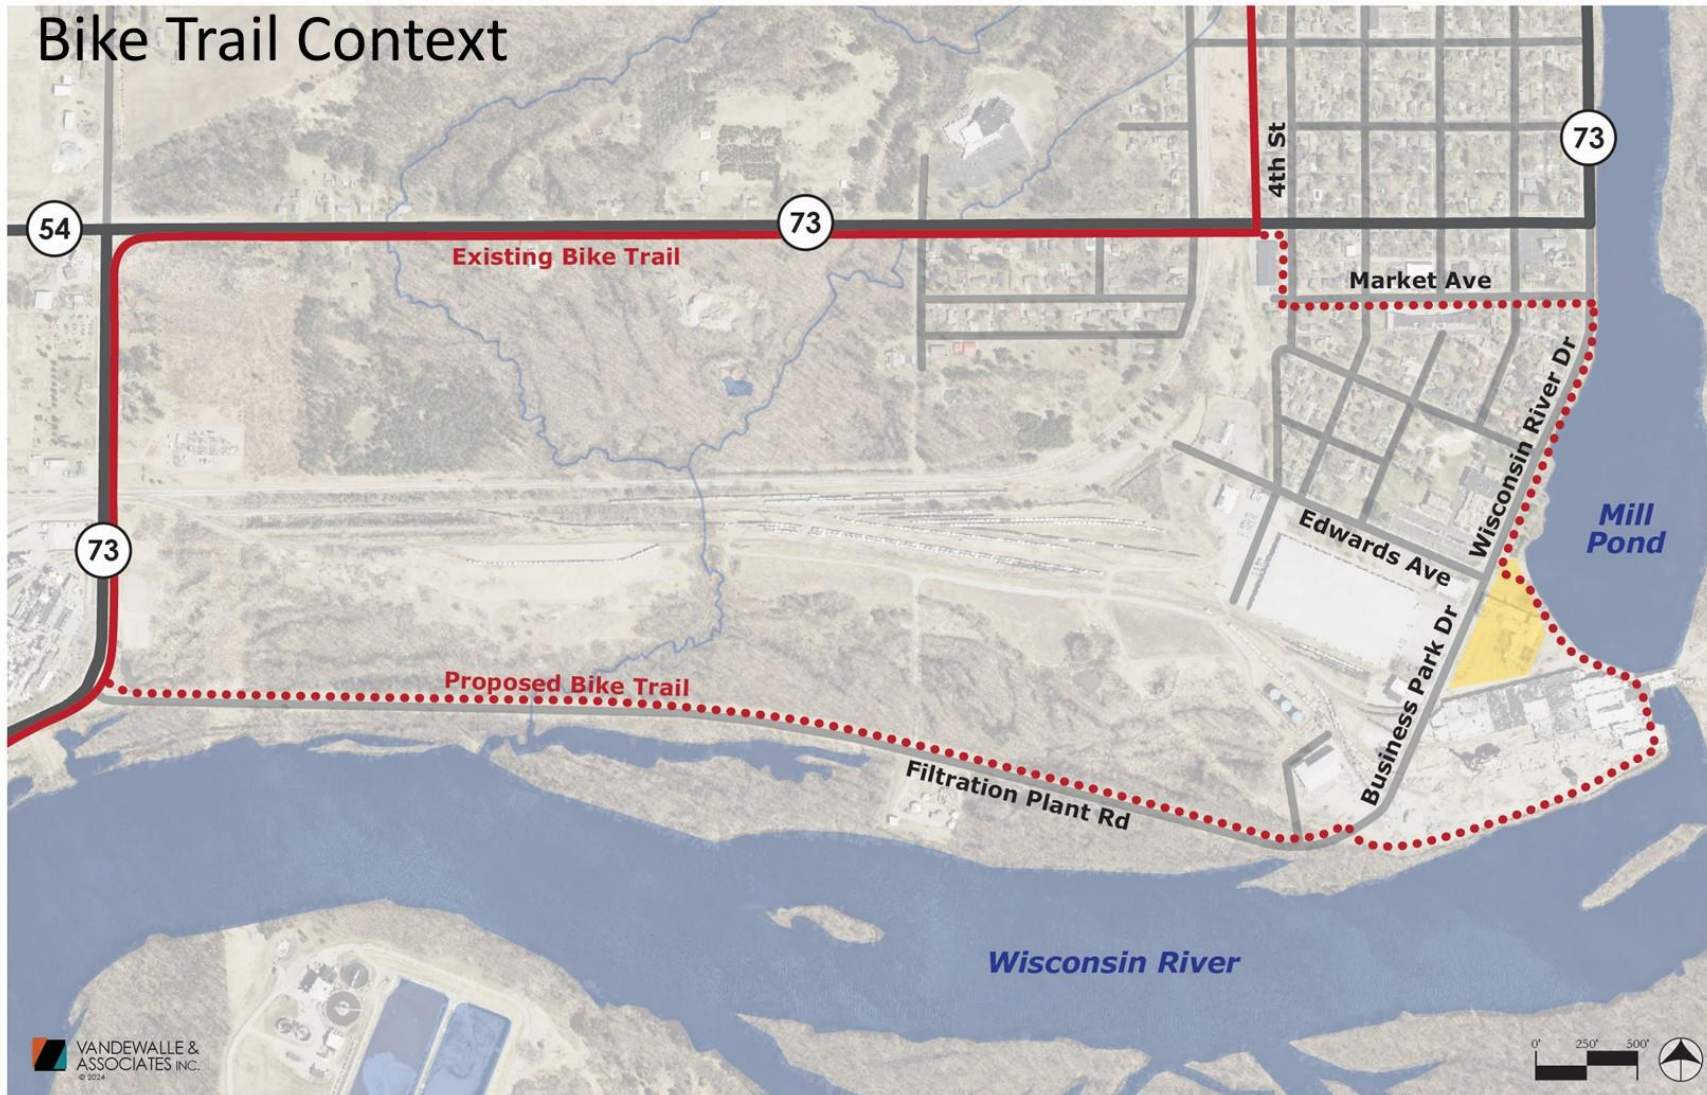 Bike Trail Context
73
4th St
54
73
Existing Bike Trail
Market Ave
Wisconsin River Dr
Mill
Pond
73
Edwards Ave
Business Park Dr
Proposed Bike Trail
Filtration Plant Rd
Wisconsin River
VANDEWALLE &
ASSOCIATES INC.
© 2024
0' 250' 500'